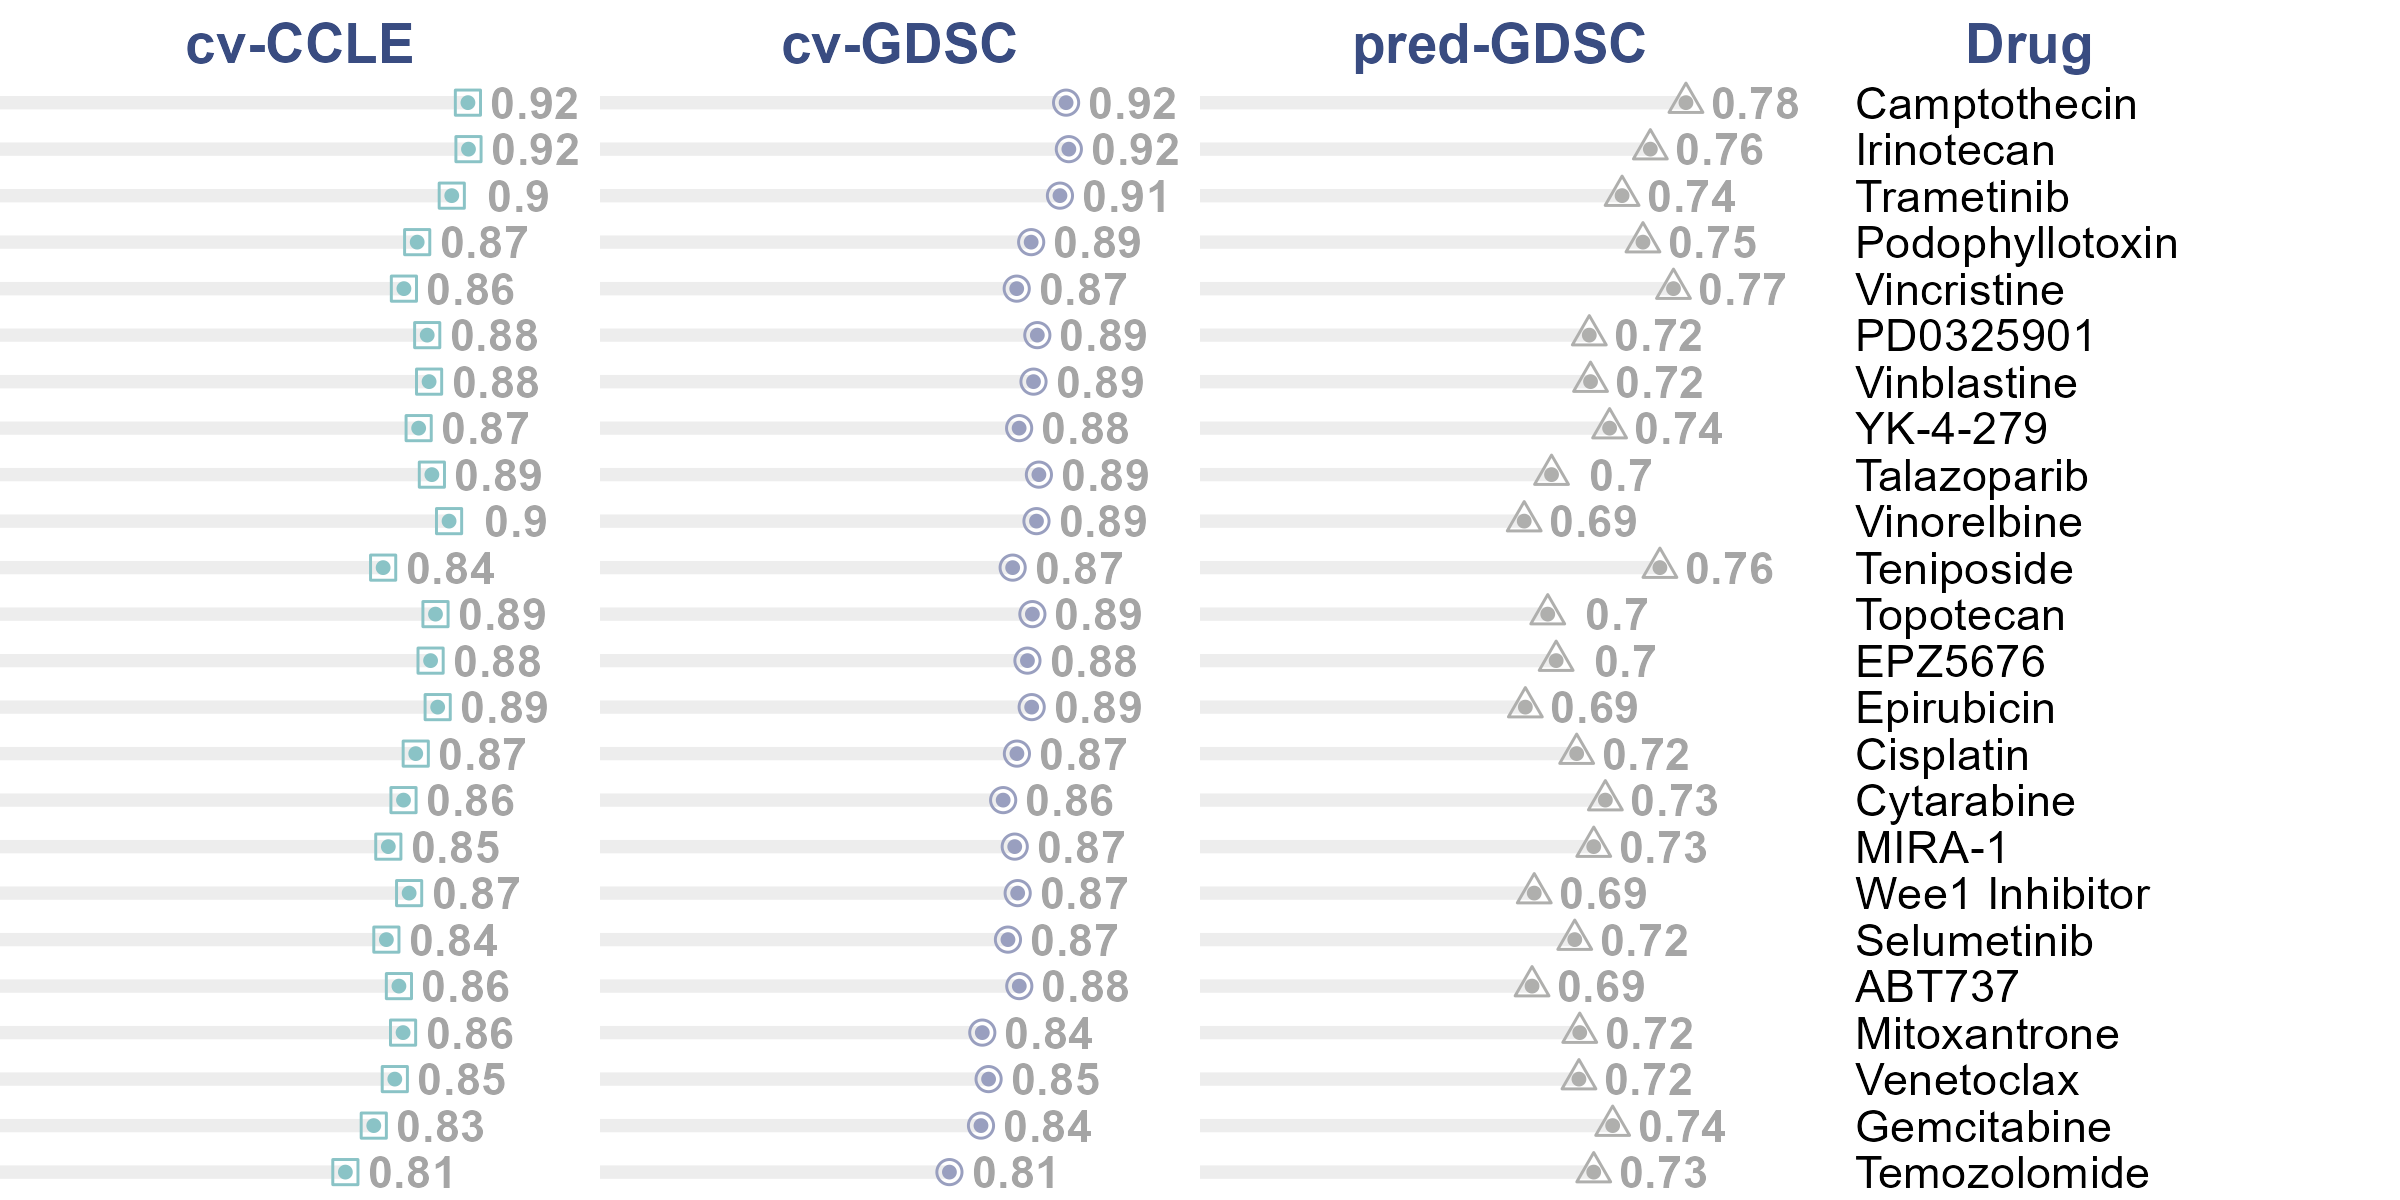 cv-CCLE cv-GDSC pred-GDSC Drug
0.92 0.92 0.78 Camptothecin
0.92 0.92 0.76 Irinotecan
0.9 0.91 0.74 Trametinib
0.87 0.89 0.75 Podophyllotoxin
0.86 0.87 0.77 Vincristine
0.88 0.89 0.72 PD0325901
0.88 0.89 0.72 Vinblastine
0.87 0.88 0.74 YK-4-279
0.89 0.89 0.7 Talazoparib
0.9 0.89 0.69 Vinorelbine
0.84 0.87 0.76 Teniposide
0.89 0.89 0.7 Topotecan
0.88 0.88 0.7 EPZ5676
0.89 0.89 0.69 Epirubicin
0.87 0.87 0.72 Cisplatin
0.86 0.86 0.73 Cytarabine
0.85 0.87 0.73 MIRA-1
0.87 0.87 0.69 Wee1 Inhibitor
0.84 0.87 0.72 Selumetinib
0.86 0.88 0.69 ABT737
0.86 0.84 0.72 Mitoxantrone
0.85 0.85 0.72 Venetoclax
0.83 0.84 0.74 Gemcitabine
0.81 0.81 0.73 Temozolomide